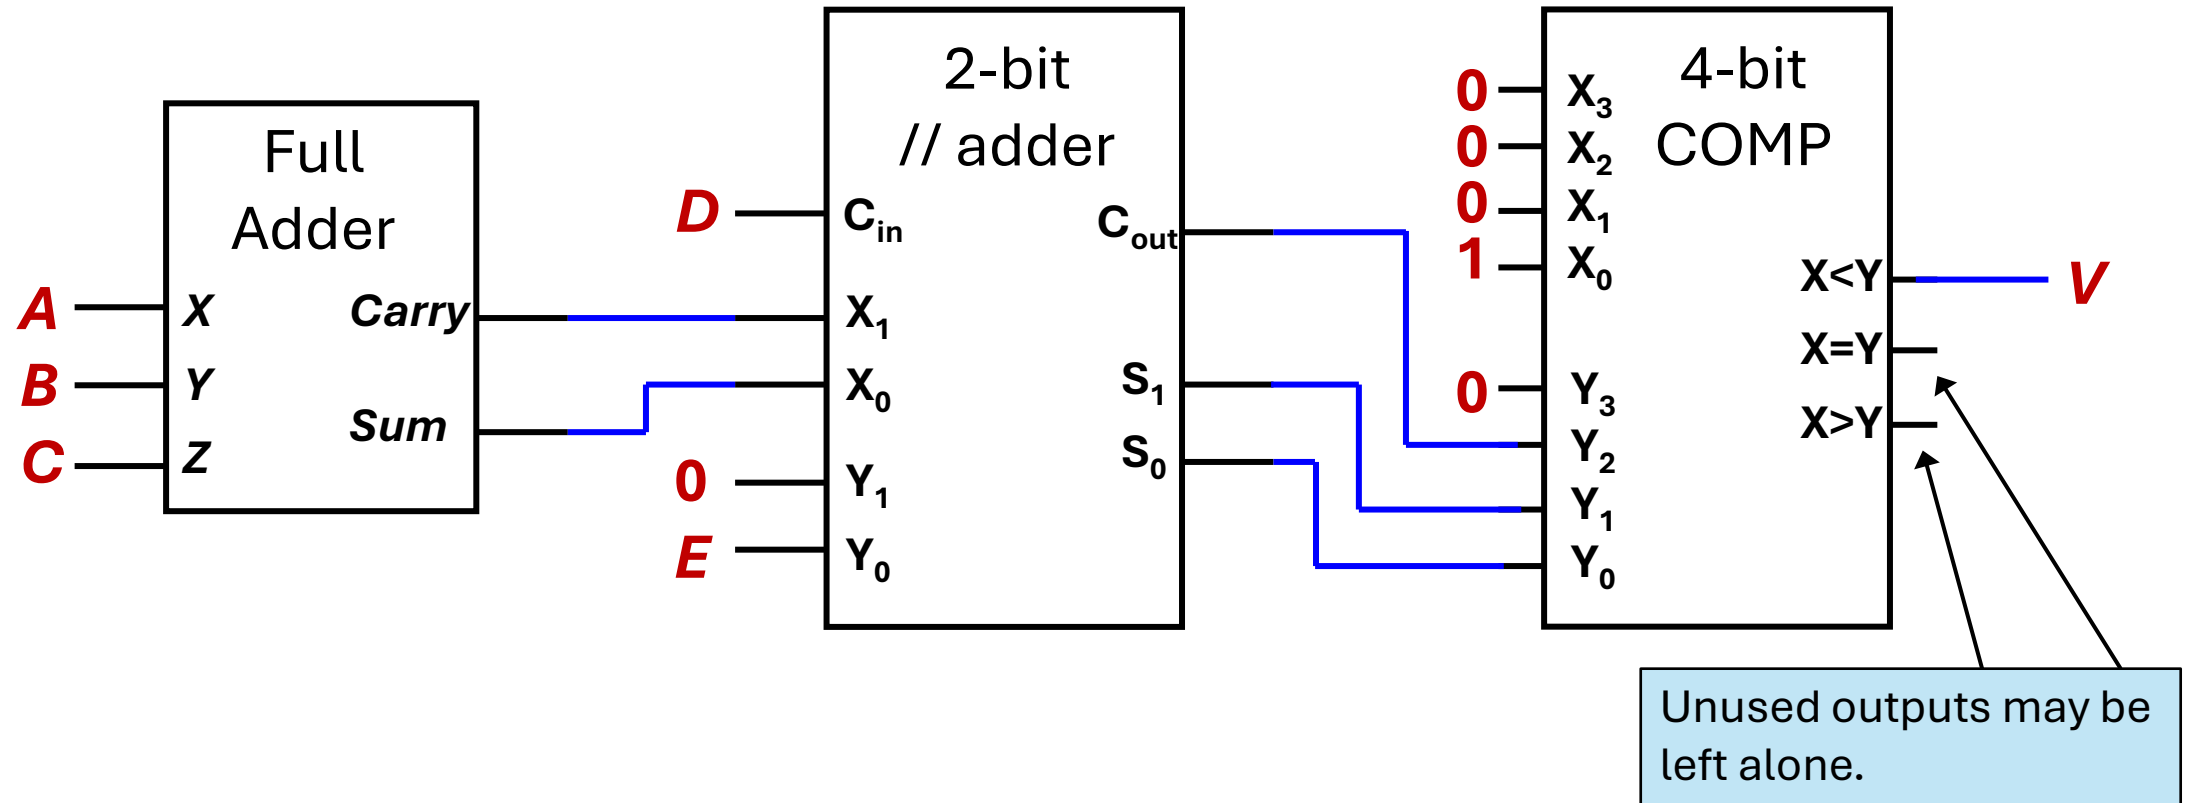 Full
Adder
A
B
C
X
Y
Z
Carry
Sum
2-bit
// adder
D
0
E
Cin
X1
X0
Y1
Y0
Cout
S1
S0
4-bit
COMP
0
0
0
1
0
X3
X2
X1
X0
Y3
Y2
Y1
Y0
X<Y
X=Y
X>Y
V
Unused outputs may be
left alone.